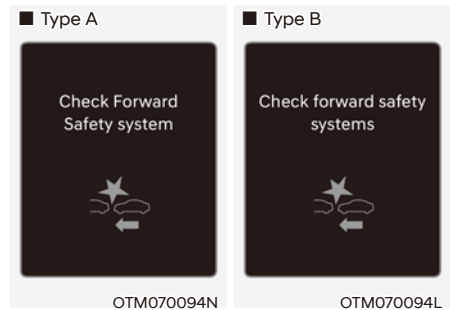 ■ Type A
Check Forward
Safety system
OTM070094N
■ Type B
Check forward safety
systems
OTM070094L